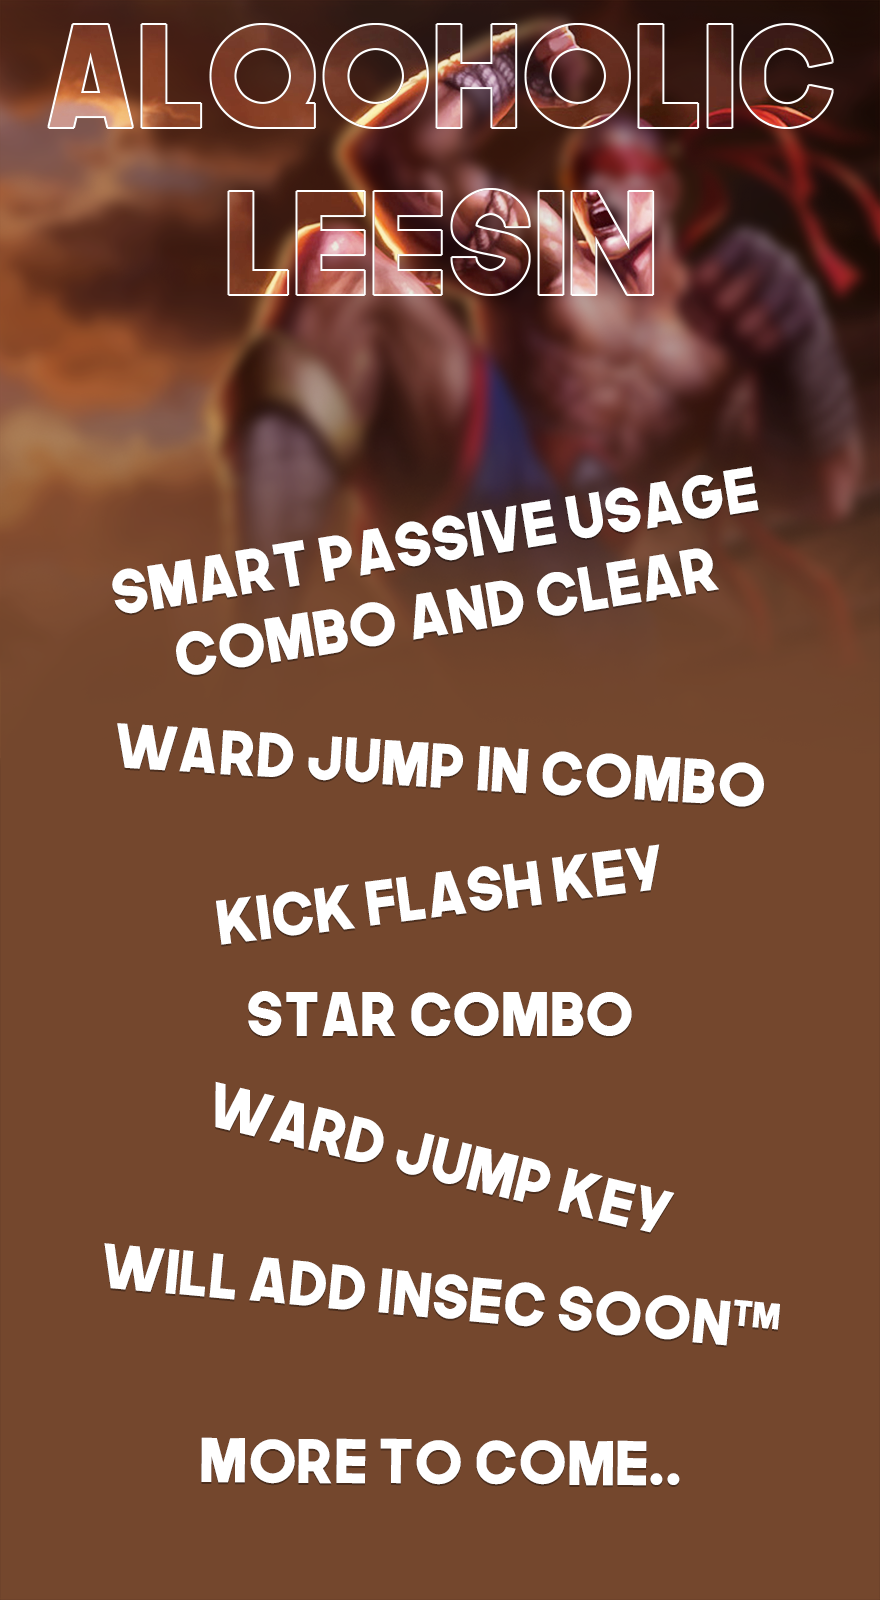 ALQOHOLIC
LEESIN
SMART PASSIVE USAGE
COMBO AND CLEAR
WARD JUMP IN COMBO
KICK FLASH KEY
STAR COMBO
WARD JUMP KEY
WILL ADD INSEC SOON™
MORE TO COME..